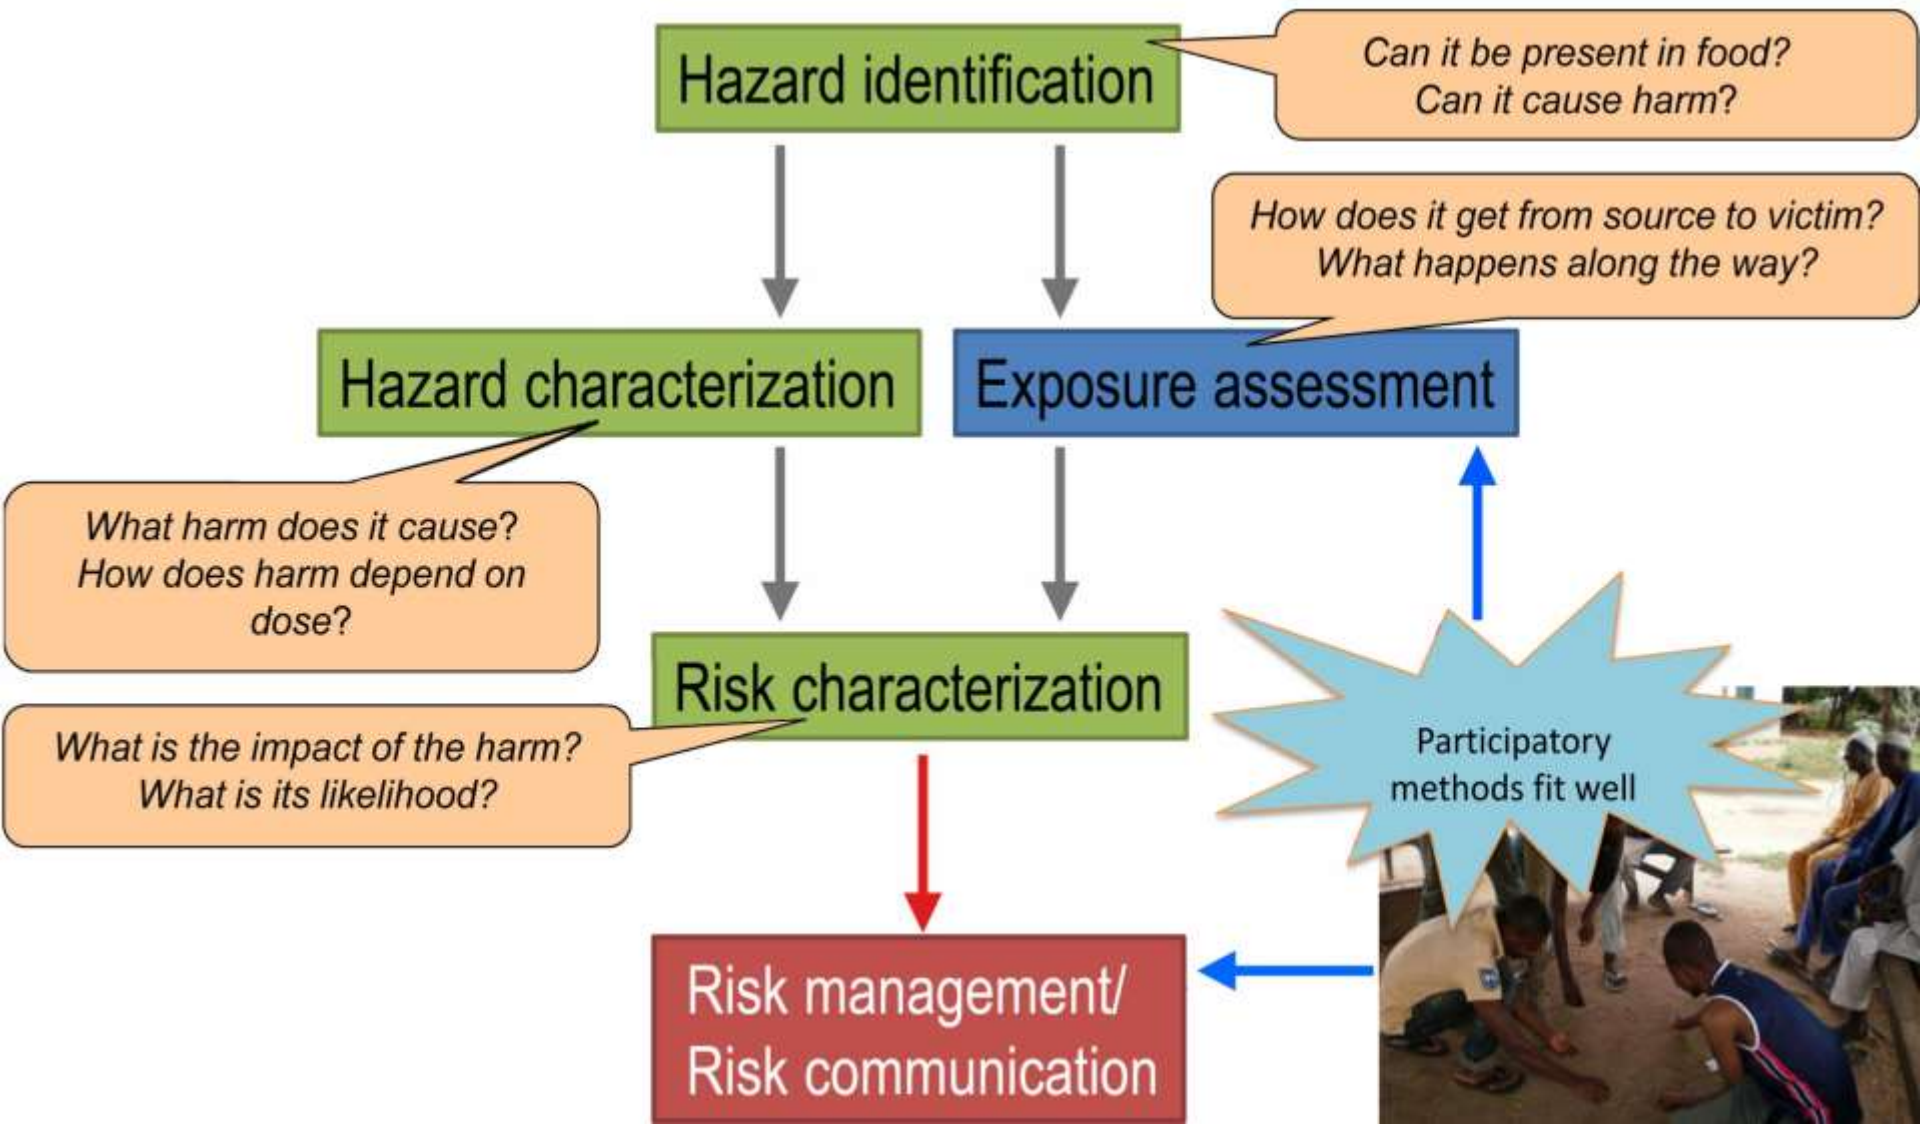 Hazard identification
Can it be present in food?
Can it cause harm?
How does it get from source to victim?
What happens along the way?
Hazard characterization
Exposure assessment
What harm does it cause?
How does harm depend on
dose?
Risk characterization
What is the impact of the harm?
What is its likelihood?
Participatory
methods fit well
Risk management/
Risk communication